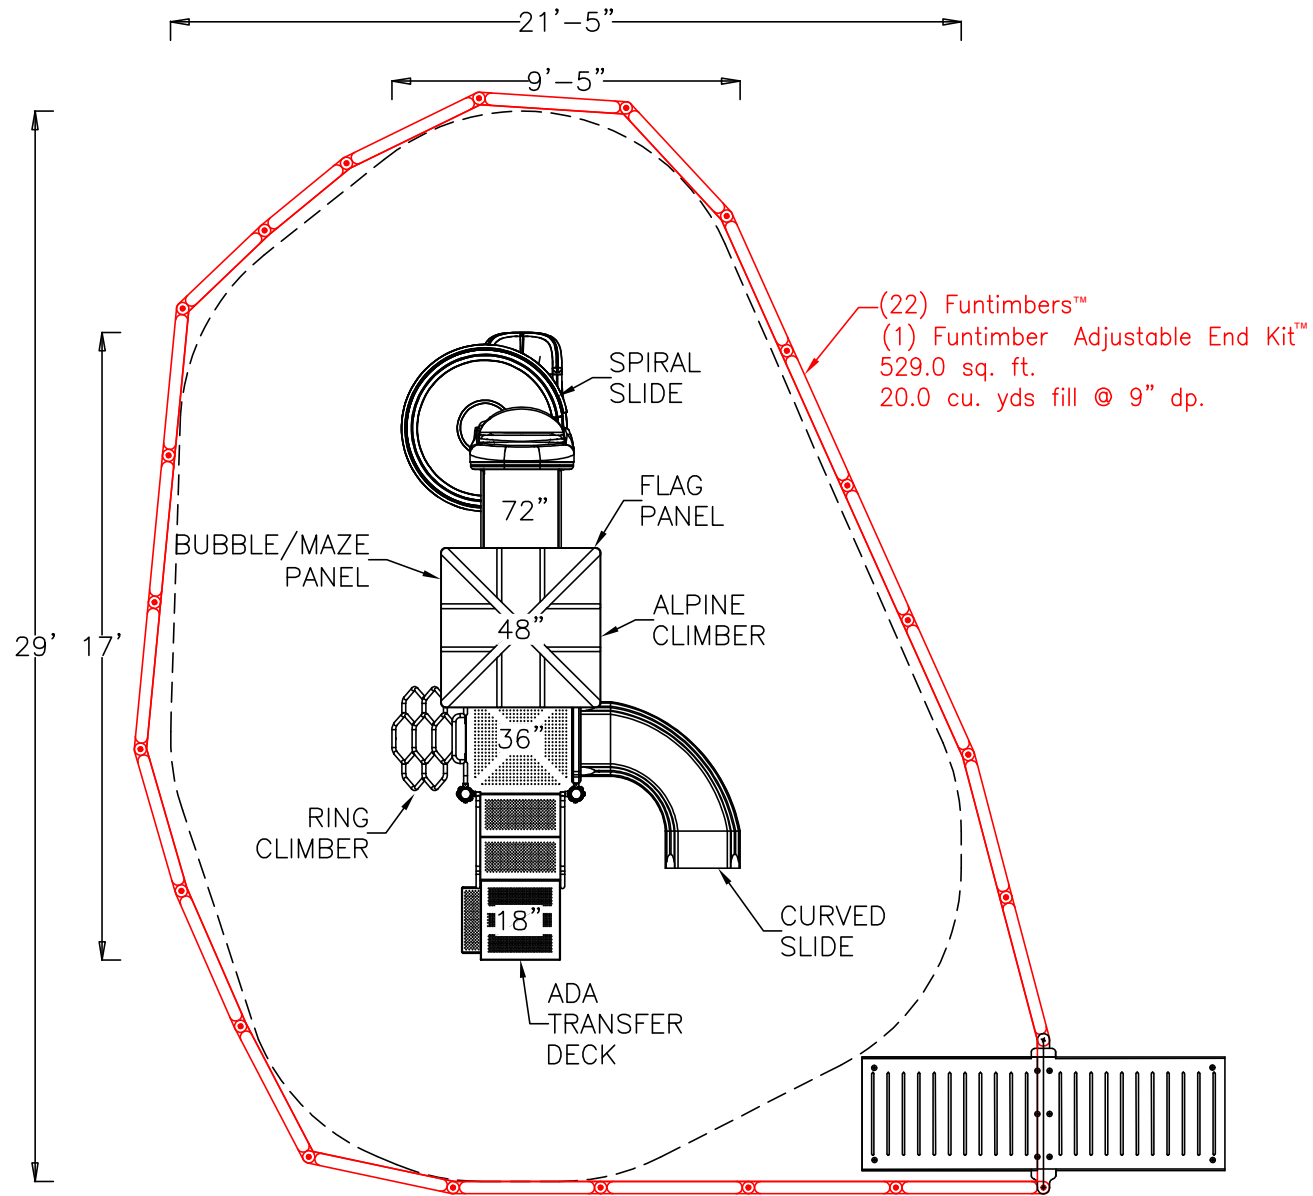 21'-5"
9'-5"
(22) Funtimbers™
(1) Funtimber Adjustable End Kit™
529.0 sq. ft.
20.0 cu. yds fill @ 9" dp.
SPIRAL
SLIDE
72"
FLAG
PANEL
BUBBLE/MAZE
PANEL
48"
ALPINE
CLIMBER
29'
17'
36"
RING
CLIMBER
18"
CURVED
SLIDE
ADA
TRANSFER
DECK